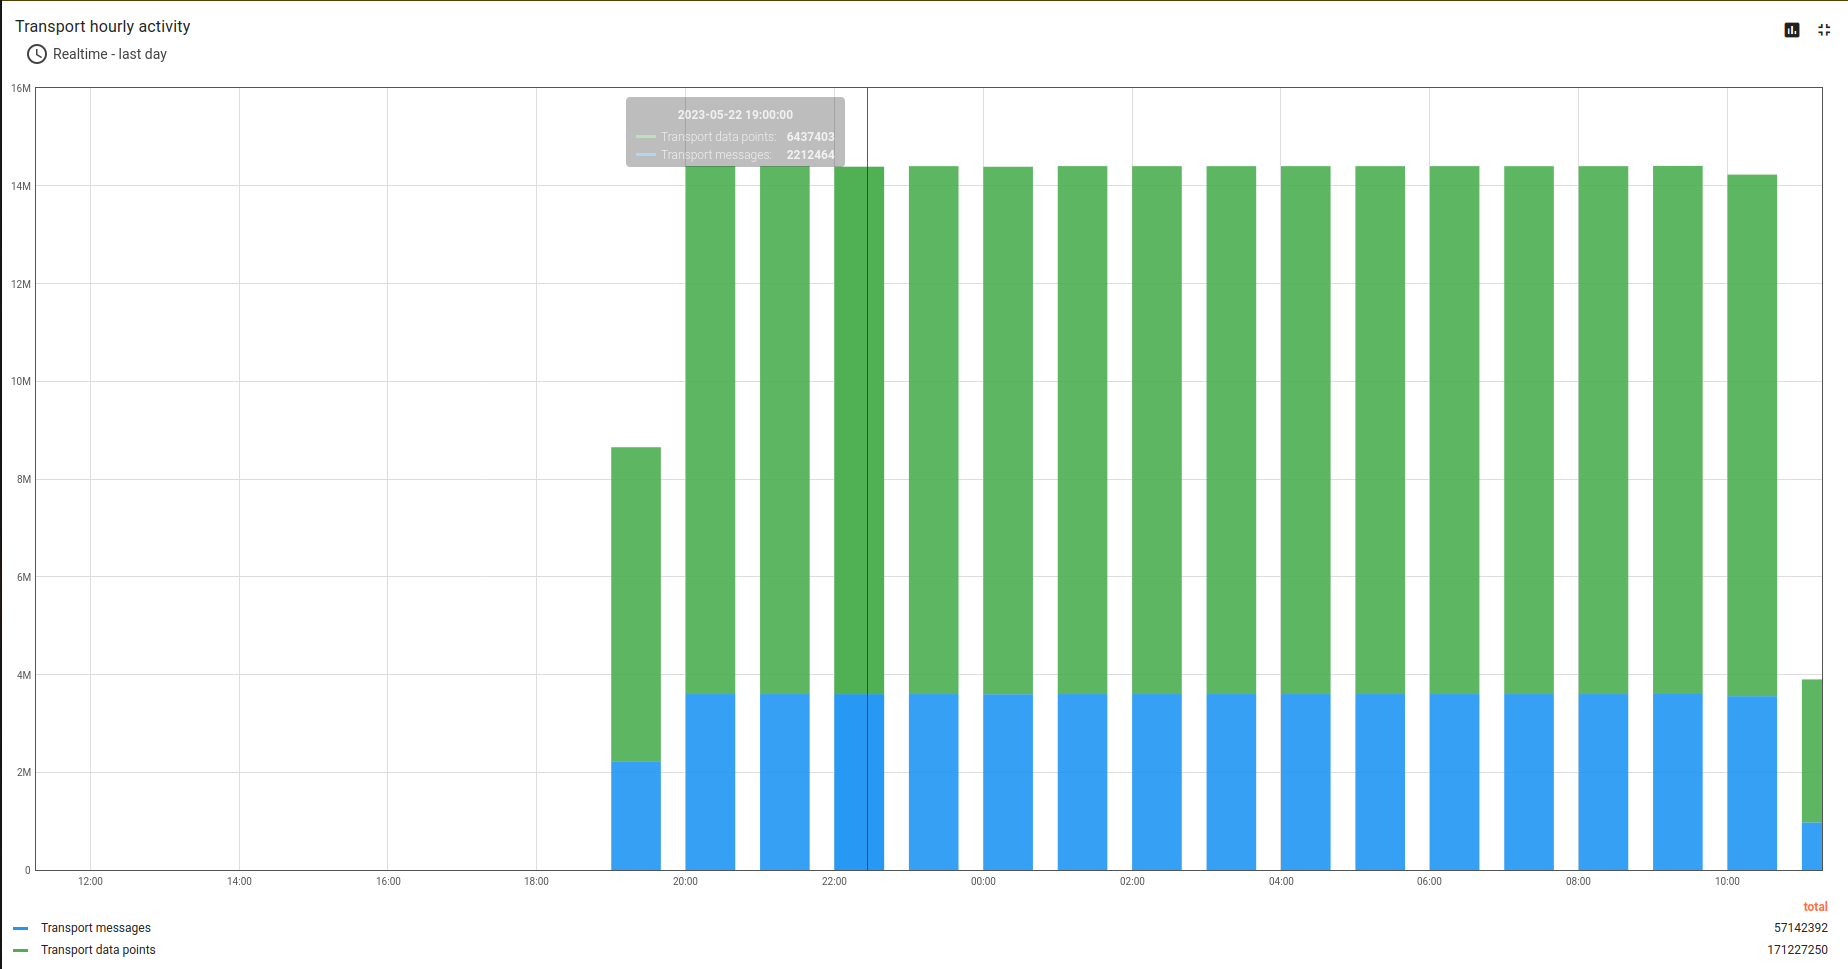 Transport hourly activity
Realtime - last day
16M
14M
12M
10M
8M
6M
4M
2M
0
2023-05-22 19:00:00
Transport data points: 6437403
Transport messages: 2212464
12:00 14:00 16:00 18:00 20:00 22:00 00:00 02:00 04:00 06:00 08:00 10:00
total
Transport messages 57142392
Transport data points 171227250